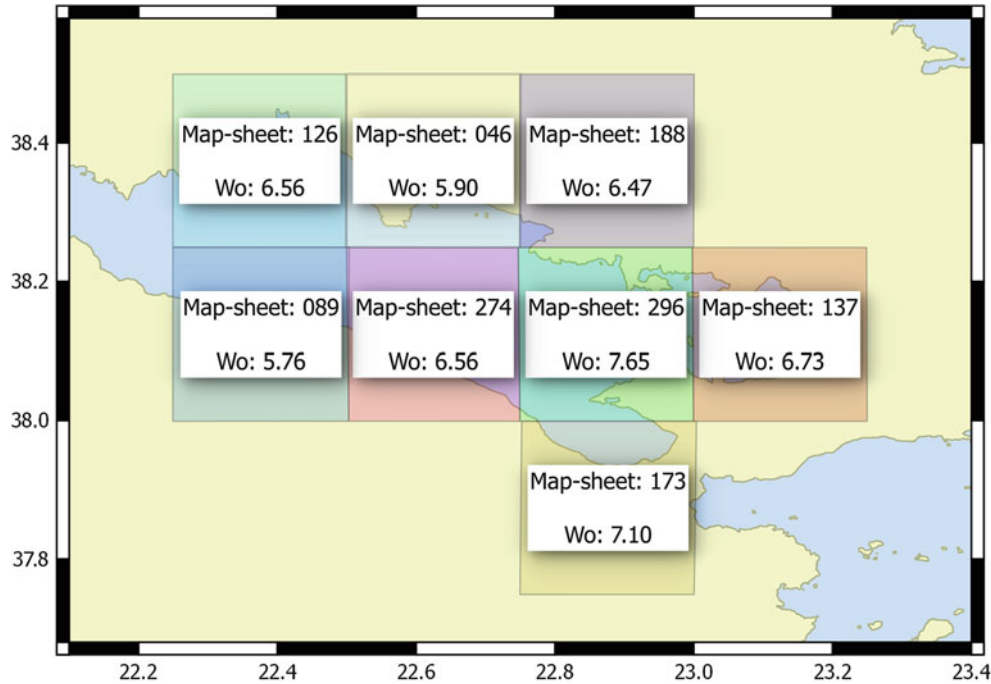 38.4
38.2
38.0
37.8
Map-sheet: 126
Wo: 6.56
Map-sheet: 046
Wo: 5.90
Map-sheet: 188
Wo: 6.47
Map-sheet: 089
Wo: 5.76
Map-sheet: 274
Wo: 6.56
Map-sheet: 296
Wo: 7.65
Map-sheet: 137
Wo: 6.73
Map-sheet: 173
Wo: 7.10
22.2 22.4 22.6 22.8 23.0 23.2 23.4